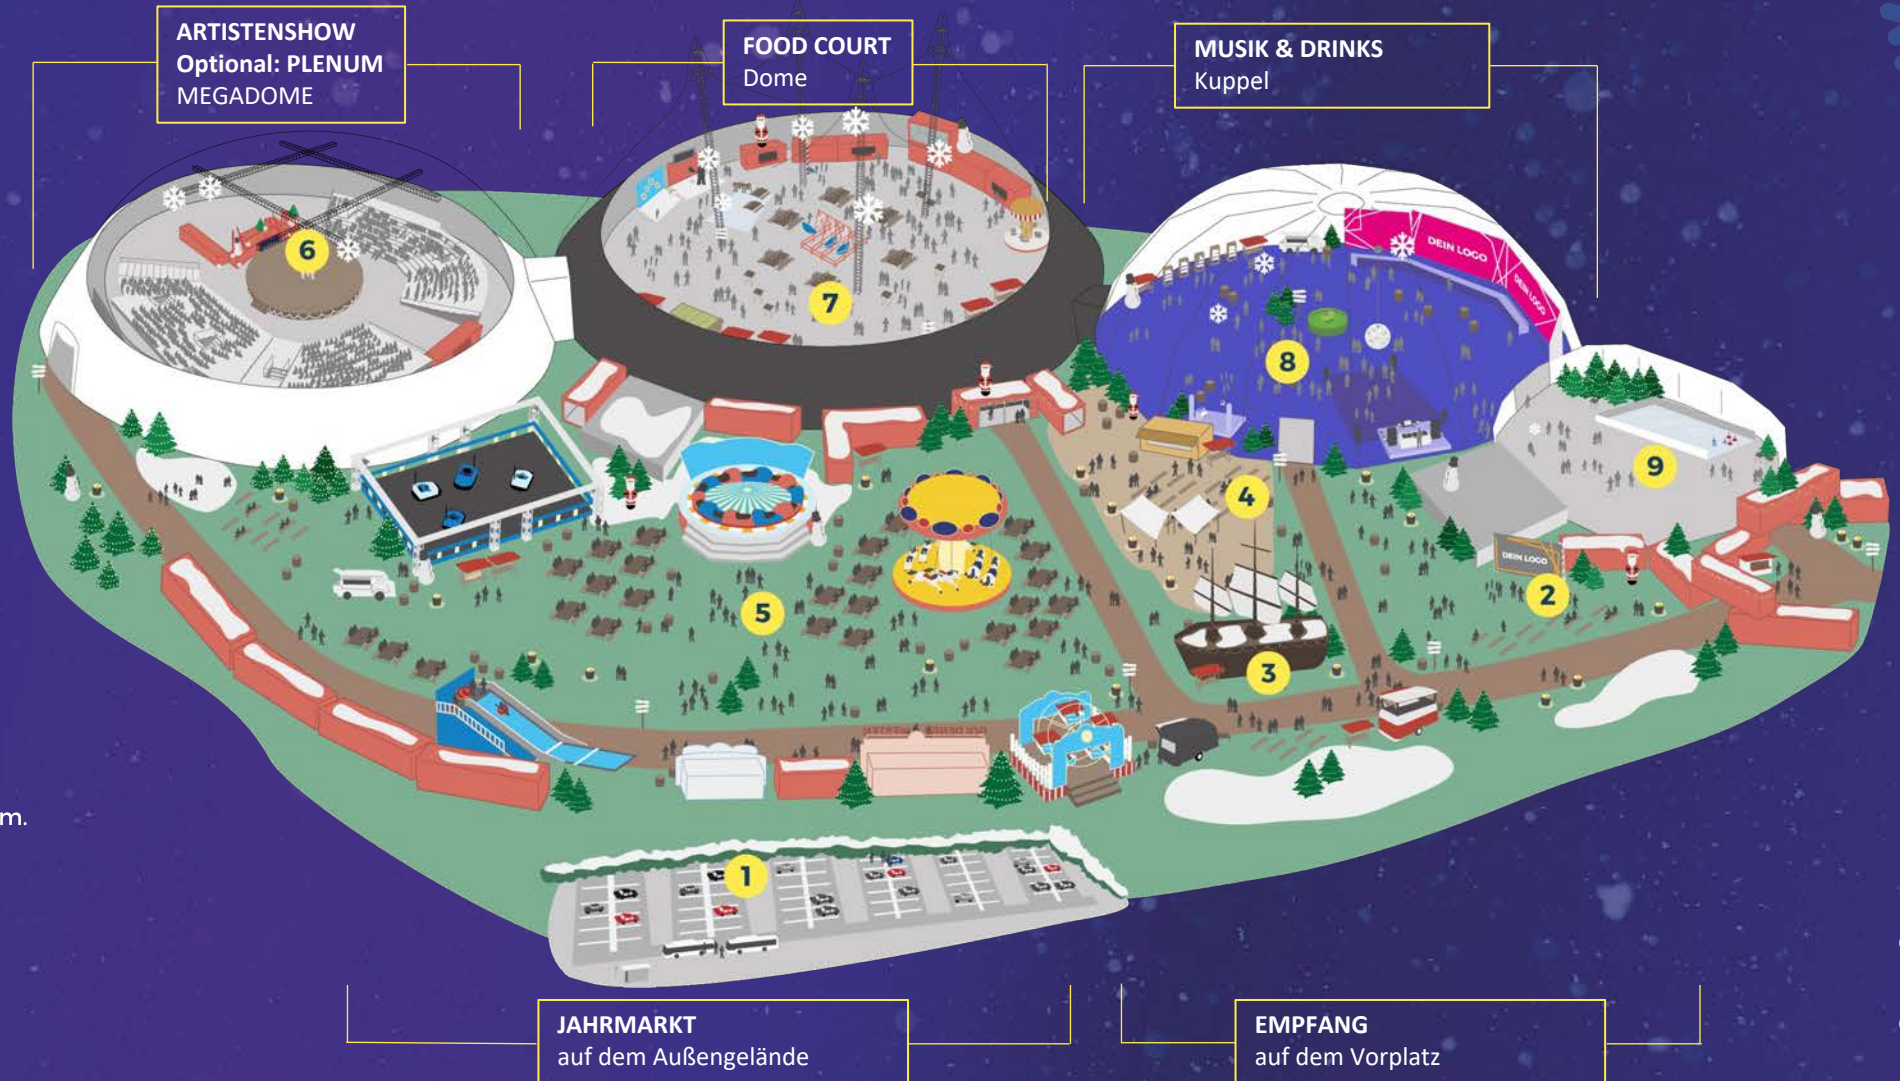 ARTISTENSHOW
Optional: PLENUM
MEGADOME
FOOD COURT
Dome
MUSIK & DRINKS
Kuppel
DEIN LOGO
DEIN LOGO
6
7
8
9
4
DEIN LOGO
2
5
3
m.
1
JAHRMARKT
auf dem Außengelände
EMPFANG
auf dem Vorplatz